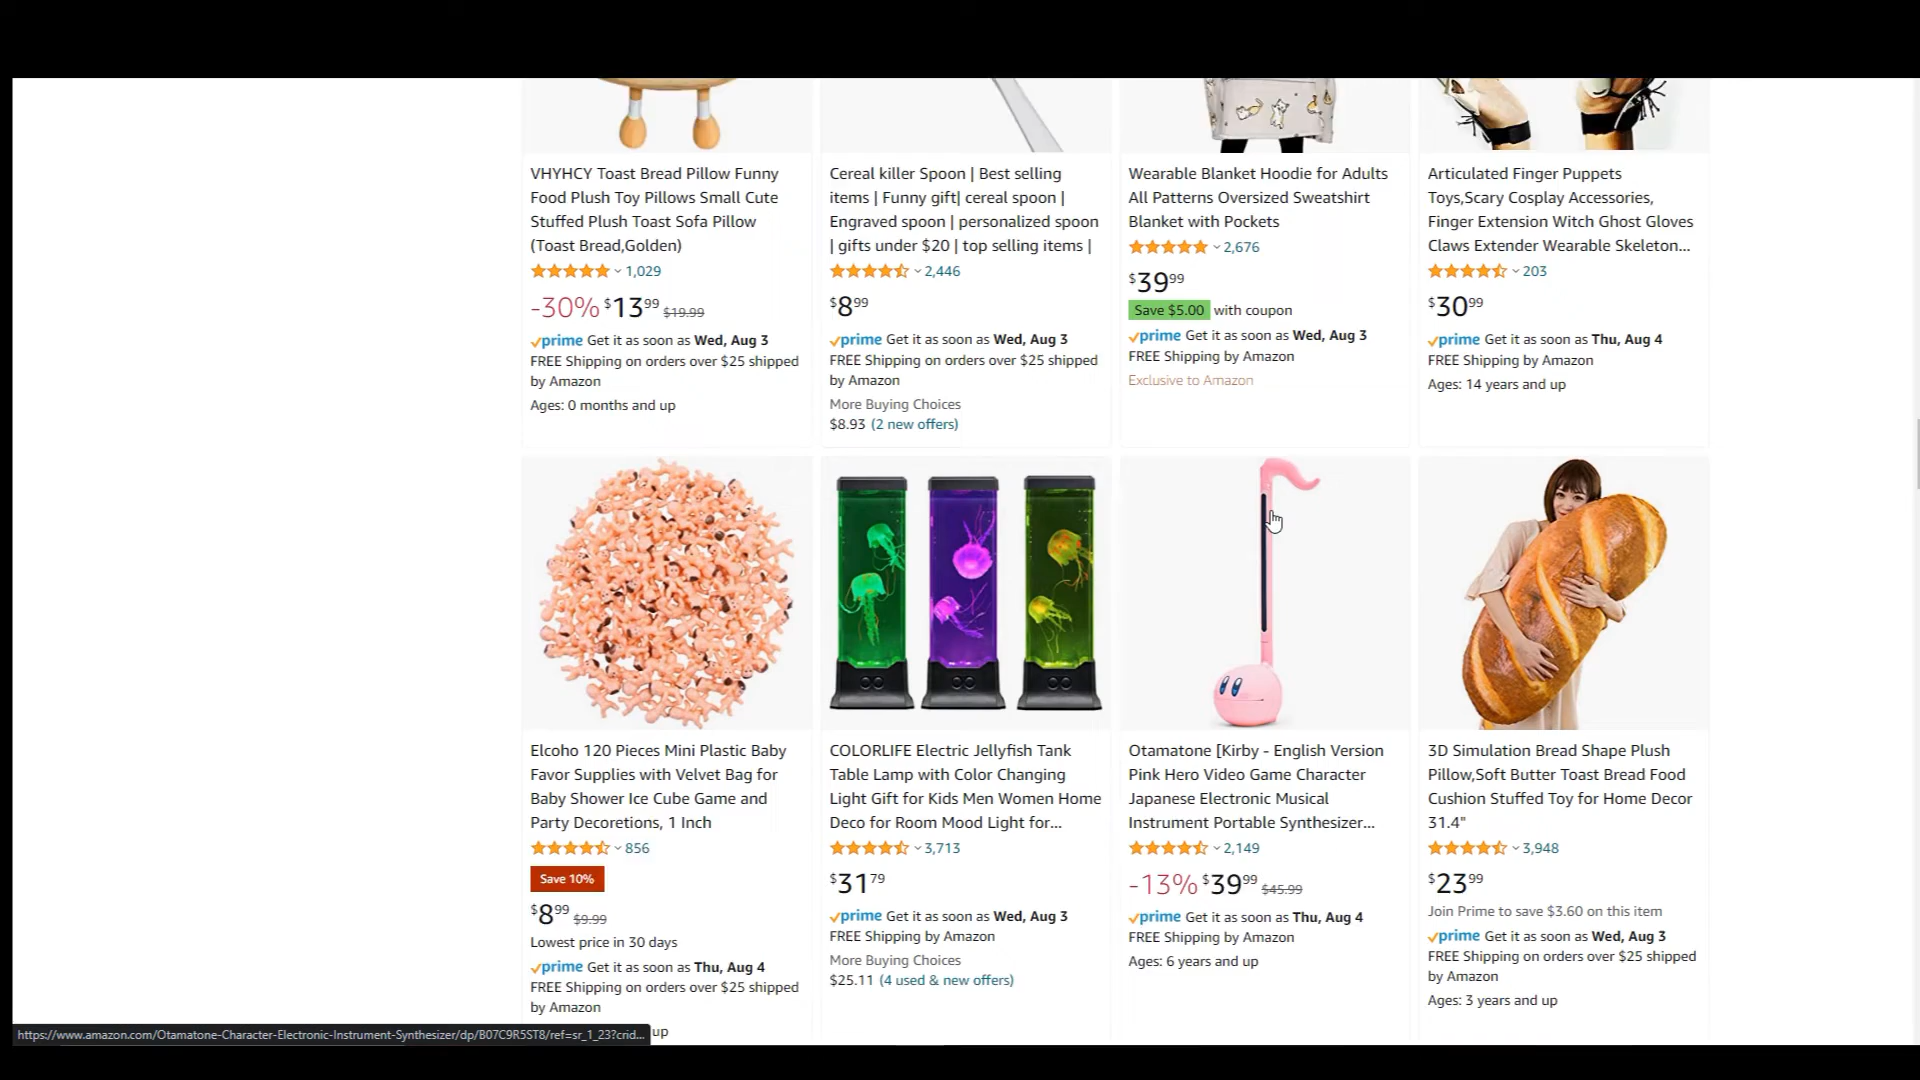 VHYHCY Toast Bread Pillow Funny
Food Plush Toy Pillows Small Cute
Stuffed Plush Toast Sofa Pillow
(Toast Bread,Golden)
1,029
-30% $13.99 $19.99
prime Get it as soon as Wed, Aug 3
FREE Shipping on orders over $25 shipped
by Amazon
Ages: 0 months and up
Cereal killer Spoon | Best selling
items | Funny gift| cereal spoon |
Engraved spoon | personalized spoon
| gifts under $20 | top selling items |
2,446
$8.99
prime Get it as soon as Wed, Aug 3
FREE Shipping on orders over $25 shipped
by Amazon
More Buying Choices
$8.93 (2 new offers)
Wearable Blanket Hoodie for Adults
All Patterns Oversized Sweatshirt
Blanket with Pockets
2,676
$39.99
Save $5.00 with coupon
prime Get it as soon as Wed, Aug 3
FREE Shipping by Amazon
Exclusive to Amazon
Articulated Finger Puppets
Toys,Scary Cosplay Accessories,
Finger Extension Witch Ghost Gloves
Claws Extender Wearable Skeleton...
203
$30.99
prime Get it as soon as Thu, Aug 4
FREE Shipping by Amazon
Ages: 14 years and up
Elcoho 120 Pieces Mini Plastic Baby
Favor Supplies with Velvet Bag for
Baby Shower Ice Cube Game and
Party Decoretions, 1 Inch
856
Save 10%
$8.99 $9.99
Lowest price in 30 days
prime Get it as soon as Thu, Aug 4
FREE Shipping on orders over $25 shipped
by Amazon
up
COLORLIFE Electric Jellyfish Tank
Table Lamp with Color Changing
Light Gift for Kids Men Women Home
Deco for Room Mood Light for...
3,713
$31.79
prime Get it as soon as Wed, Aug 3
FREE Shipping by Amazon
More Buying Choices
$25.11 (4 used & new offers)
Otamatone [Kirby - English Version
Pink Hero Video Game Character
Japanese Electronic Musical
Instrument Portable Synthesizer...
2,149
-13% $39.99 $45.99
prime Get it as soon as Thu, Aug 4
FREE Shipping by Amazon
Ages: 6 years and up
3D Simulation Bread Shape Plush
Pillow,Soft Butter Toast Bread Food
Cushion Stuffed Toy for Home Decor
31.4"
3,948
$23.99
Join Prime to save $3.60 on this item
prime Get it as soon as Wed, Aug 3
FREE Shipping on orders over $25 shipped
by Amazon
Ages: 3 years and up
https://www.amazon.com/Otamatone-Character-Electronic-Instrument-Synthesizer/dp/B07C9R5ST8/ref=sr_1_23?crid...